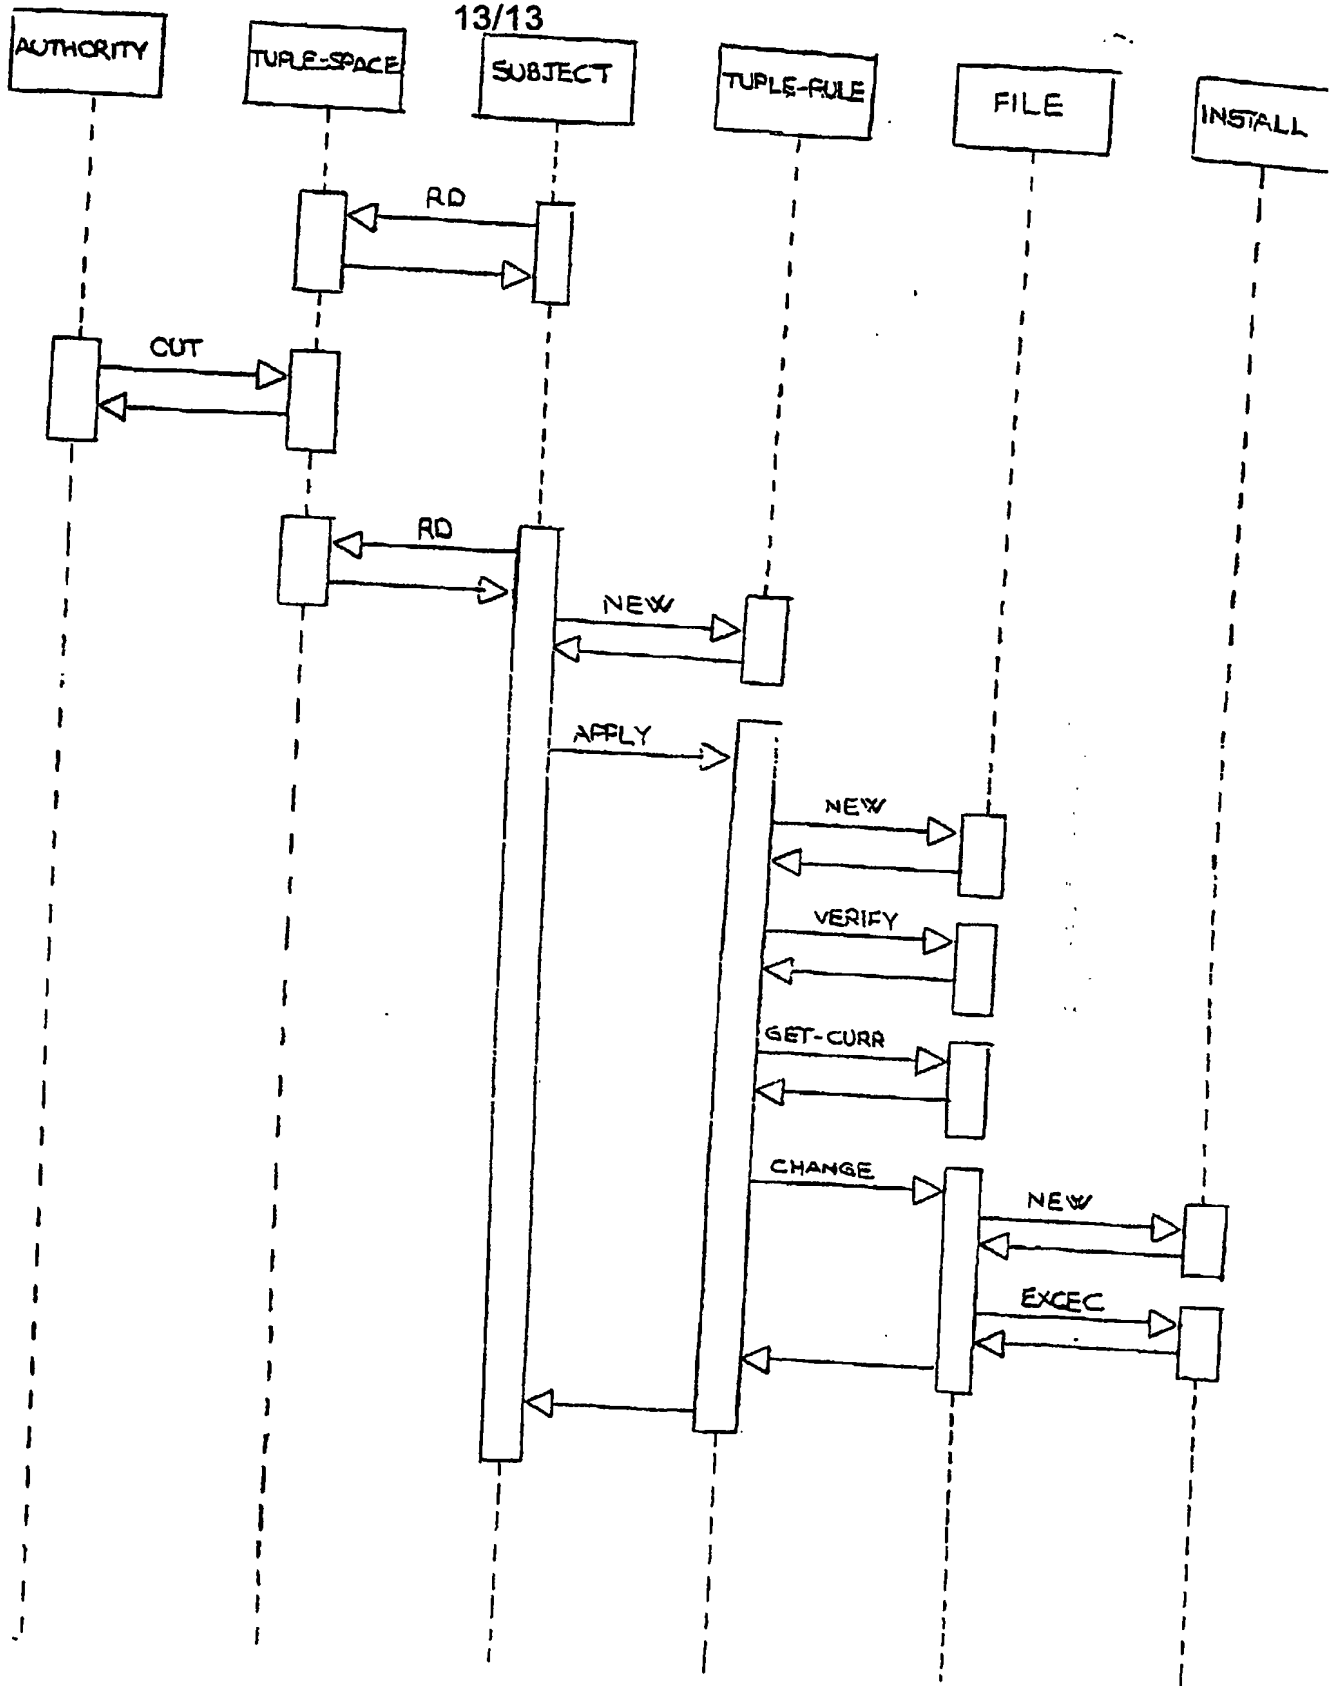 13/13
AUTHORITY
TUPLE-SPACE
SUBJECT
TUPLE-RULE
FILE
INSTALL
RD
OUT
RD
NEW
APPLY
NEW
VERIFY
GET-CURR
CHANGE
NEW
EXCEC